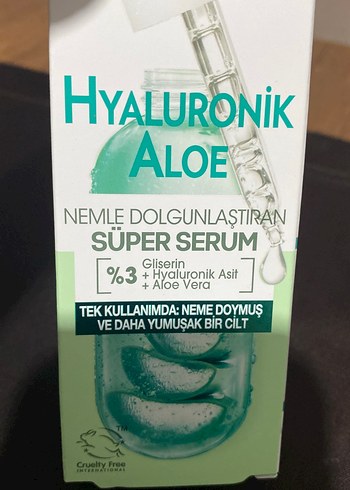 HYALURONİK
ALOE
NEMLE DOLGUNLAŞTIRAN
SÜPER SERUM
%3 Gliserin
+ Hyaluronik Asit
+ Aloe Vera
TEK KULLANIMDA: NEME DOYMUŞ
VE DAHA YUMUŞAK BİR CİLT
TM
Cruelty Free
INTERNATIONAL